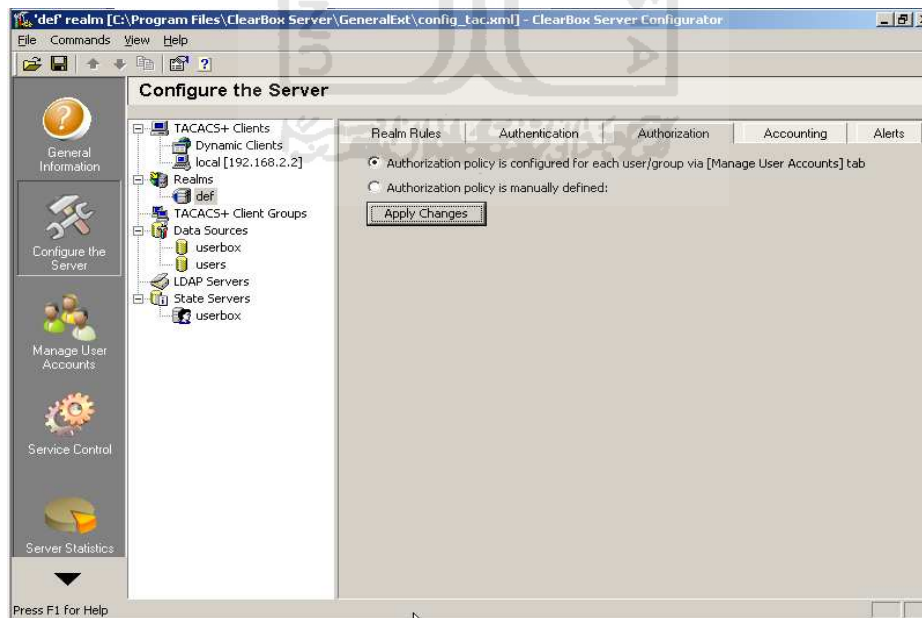 'def' realm [C:\Program Files\ClearBox Server\GeneralExt\config_tac.xml] - ClearBox Server Configurator
File Commands View Help
Configure the Server
General
Information
Configure the
Server
Manage User
Accounts
Service Control
Server Statistics
TACACS+ Clients
Dynamic Clients
local [192.168.2.2]
Realms
def
TACACS+ Client Groups
Data Sources
userbox
users
LDAP Servers
State Servers
userbox
Realm Rules
Authentication
Authorization
Accounting
Alerts
Authorization policy is configured for each user/group via [Manage User Accounts] tab
Authorization policy is manually defined:
Apply Changes
Press F1 for Help